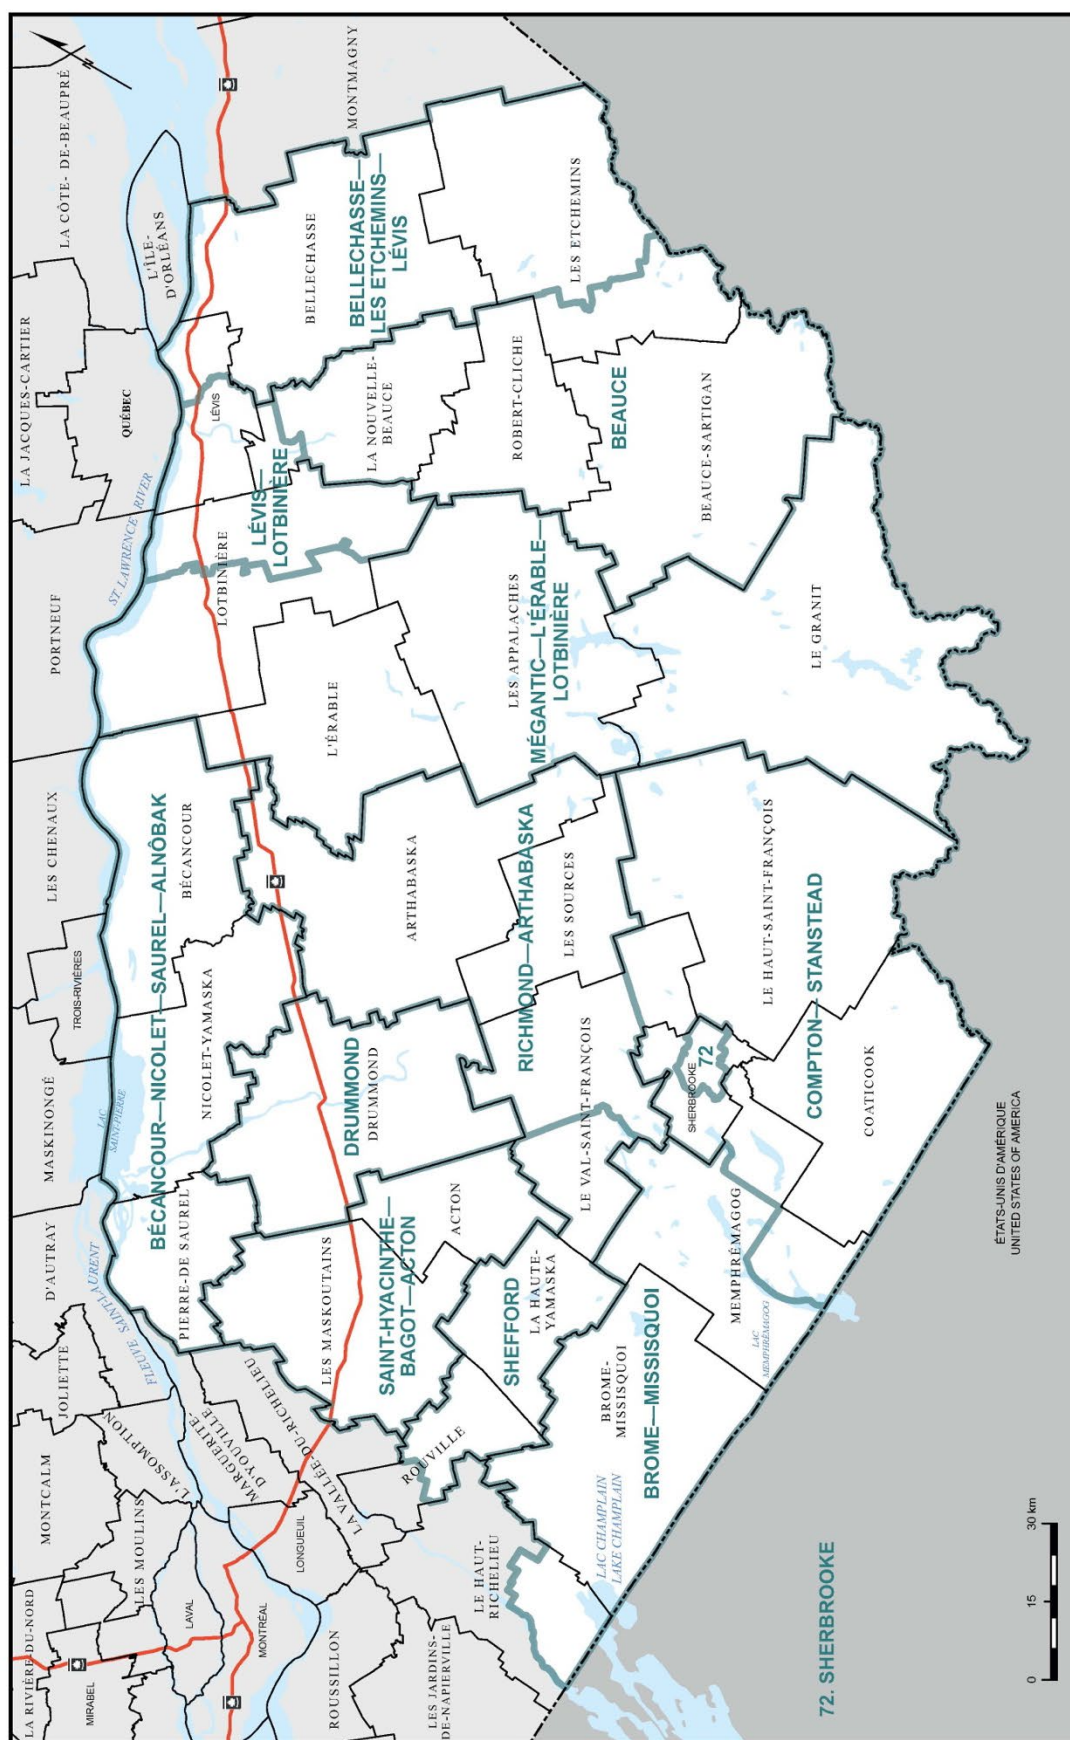 LA RIVIÈRE-DU-NORD
MONTCALM
JOLIETTE
D'AUTRAY
MASKINONGÉ
TROIS-RIVIÈRES
LES CHENAUX
PORTNEUF
LA JACQUES-CARTIER
LA CÔTE-DE-BEAUPRÉ
MIRABEL
LES MOULINS
L'ASSOMPTION
LAVAL
MONTRÉAL
LONGUEUIL
MARGUERITE-
D'YOUVILLE
LA VALLÉE-DU-RICHELIEU
FLEUVE SAINT-LAURENT
LAC
SAINT-PIERRE
ST. LAWRENCE RIVER
QUÉBEC
L'ÎLE-
D'ORLÉANS
MONTMAGNY
PIERRE-DE SAUREL
BÉCANCOUR—NICOLET—SAUREL—ALNÔBAK
NICOLET-YAMASKA
BÉCANCOUR
LOTBINIÈRE
LÉVIS—
LOTBINIÈRE
LÉVIS
BELLECHASSE
BELLECHASSE—
LES ETCHEMINS—
LÉVIS
ROUSSILLON
LES JARDINS-
DE-NAPIERVILLE
LE HAUT-
RICHELIEU
ROUVILLE
LES MASKOUTAINS
SAINT-HYACINTHE—
BAGOT—ACTON
ACTON
DRUMMOND
DRUMMOND
ARTHABASKA
L'ÉRABLE
LA NOUVELLE-
BEAUCE
SHEFFORD
LA HAUTE-
YAMASKA
LE VAL-SAINT-FRANÇOIS
RICHMOND—ARTHABASKA
LES SOURCES
LES APPALACHES
MÉGANTIC—L'ÉRABLE—
LOTBINIÈRE
ROBERT-CLICHE
LES ETCHEMINS
BEAUCE
BEAUCE-SARTIGAN
BROME-
MISSISQUOI
BROME—MISSISQUOI
LAC CHAMPLAIN
LAKE CHAMPLAIN
MEMPHRÉMAGOG
LAC
MEMPHRÉMAGOG
SHERBROOKE
72
LE HAUT-SAINT-FRANÇOIS
COMPTON—STANSTEAD
COATICOOK
LE GRANIT
72. SHERBROOKE
ÉTATS-UNIS D'AMÉRIQUE
UNITED STATES OF AMERICA
0 15 30 km